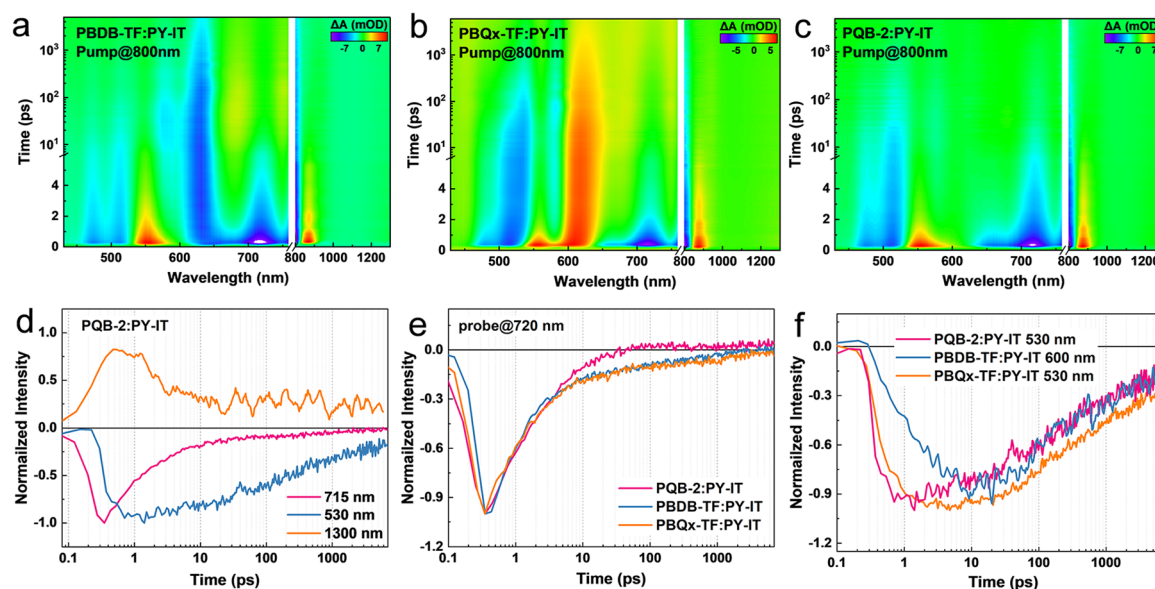 a
PBDB-TF:PY-IT
Pump@800nm
ΔA (mOD)
-7 0 7
10³
10²
10¹
4
2
0
Time (ps)
500 600 700 800 1000 1200
Wavelength (nm)
b
PBQx-TF:PY-IT
Pump@800nm
ΔA (mOD)
-5 0 5
10³
10²
10¹
4
2
0
Time (ps)
500 600 700 800 1000 1200
Wavelength (nm)
c
PQB-2:PY-IT
Pump@800nm
ΔA (mOD)
-7 0 7
10³
10²
10¹
4
2
0
Time (ps)
500 600 700 800 1000 1200
Wavelength (nm)
d
PQB-2:PY-IT
1.0
0.5
0.0
-0.5
-1.0
Normalized Intensity
715 nm
530 nm
1300 nm
0.1 1 10 100 1000
Time (ps)
e
probe@720 nm
0.0
-0.3
-0.6
-0.9
-1.2
Normalized Intensity
PQB-2:PY-IT
PBDB-TF:PY-IT
PBQx-TF:PY-IT
0.1 1 10 100 1000
Time (ps)
f
PQB-2:PY-IT 530 nm
PBDB-TF:PY-IT 600 nm
PBQx-TF:PY-IT 530 nm
0.0
-0.3
-0.6
-0.9
-1.2
Normalized Intensity
0.1 1 10 100 1000
Time (ps)